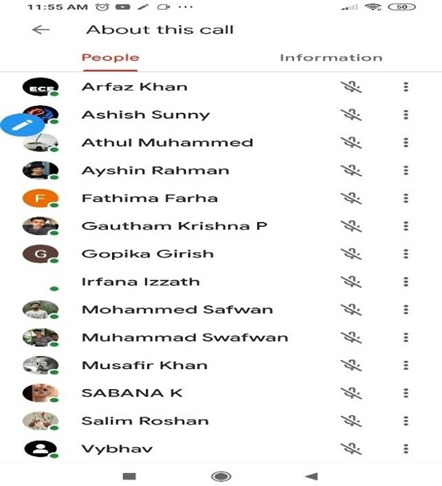 11:55 AM ... 50
About this call
People Information
ECE Arfaz Khan
Ashish Sunny
Athul Muhammed
Ayshin Rahman
F Fathima Farha
Gautham Krishna P
G Gopika Girish
Irfana Izzath
Mohammed Safwan
Muhammad Swafwan
Musafir Khan
SABANA K
Salim Roshan
Vybhav